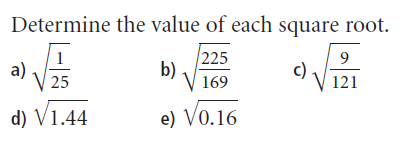 Determine the value of each square root.
a) √(1/25) b) √(225/169) c) √(9/121)
d) √1.44 e) √0.16